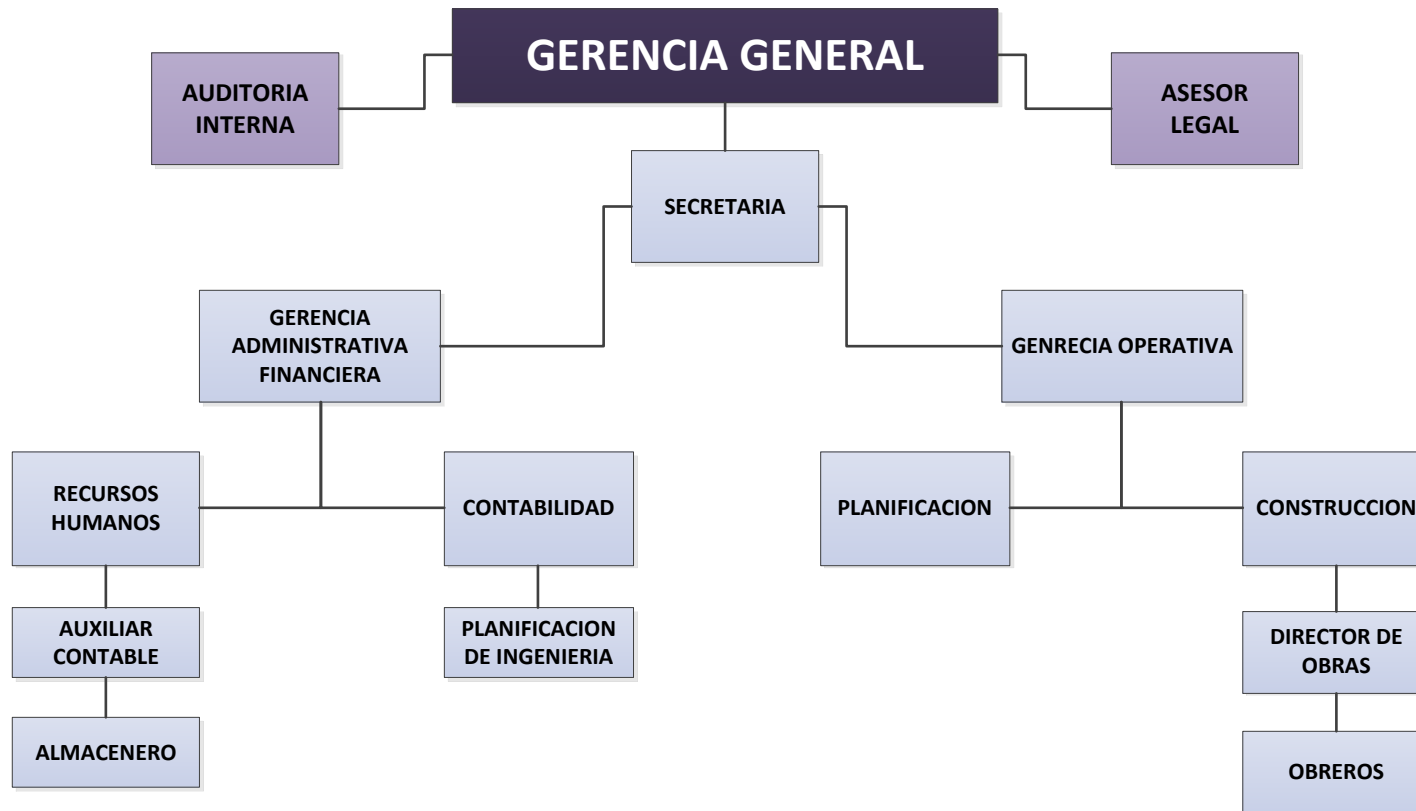 GERENCIA GENERAL
AUDITORIA
INTERNA
ASESOR
LEGAL
SECRETARIA
GERENCIA
ADMINISTRATIVA
FINANCIERA
GENRECIA OPERATIVA
RECURSOS
HUMANOS
CONTABILIDAD
PLANIFICACION
CONSTRUCCION
AUXILIAR
CONTABLE
PLANIFICACION
DE INGENIERIA
DIRECTOR DE
OBRAS
ALMACENERO
OBREROS